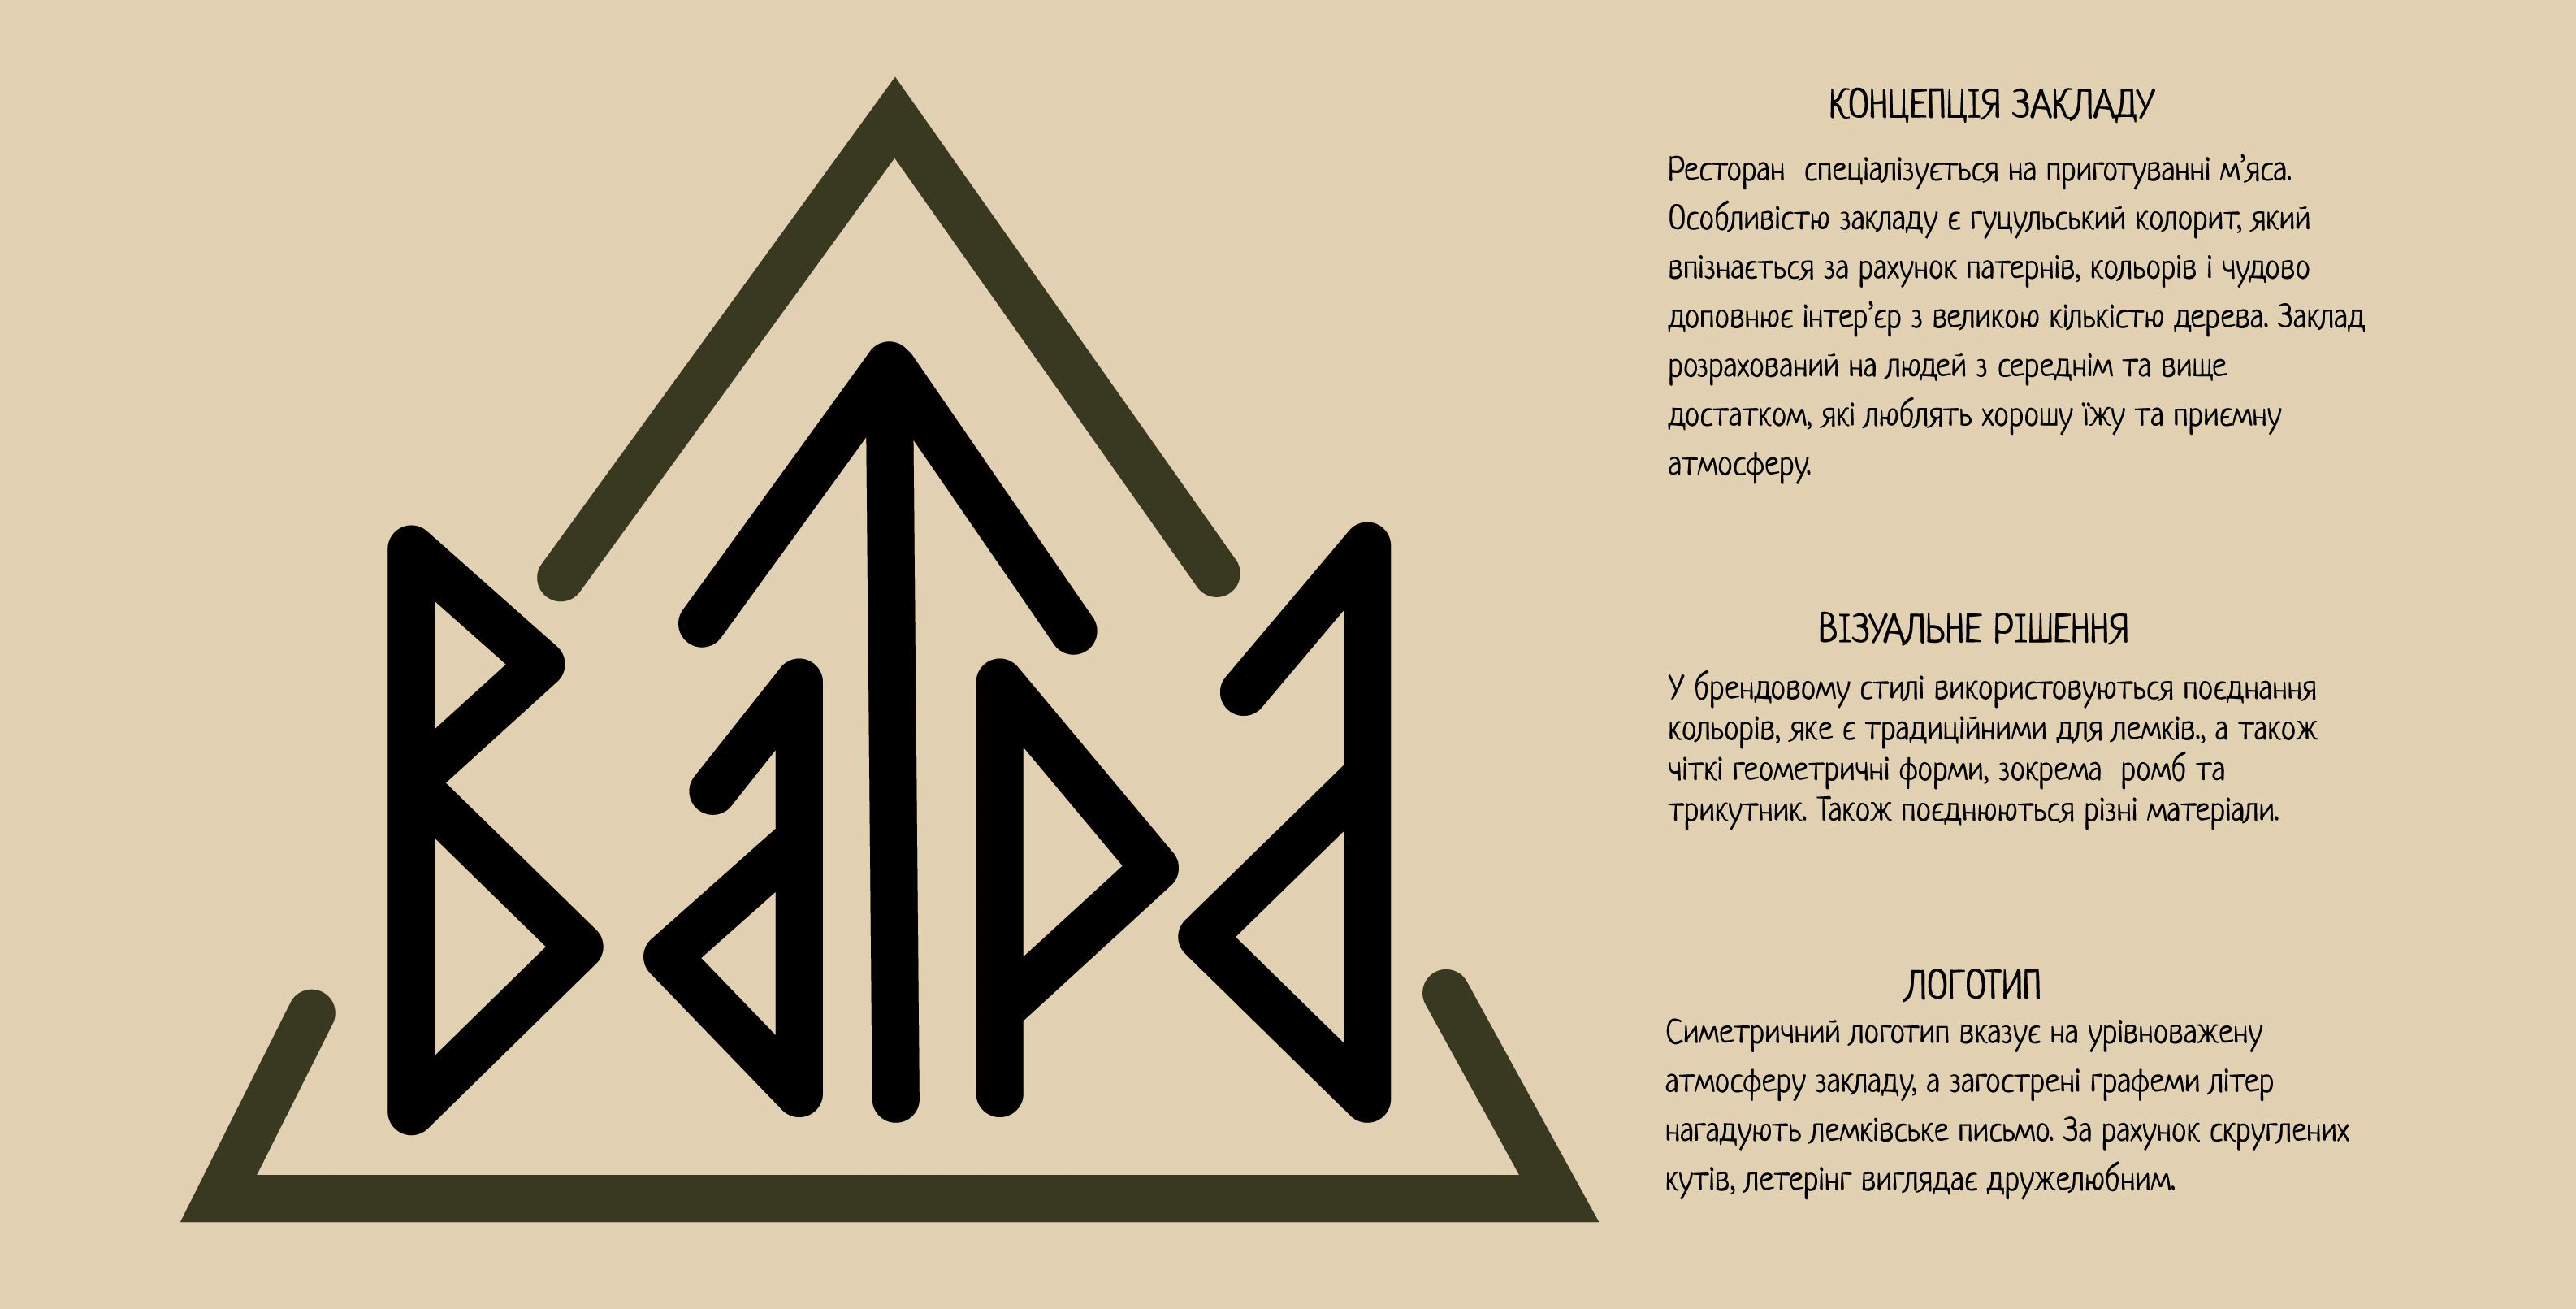 Ватра
КОНЦЕПЦІЯ ЗАКЛАДУ
Ресторан спеціалізується на приготуванні м’яса.
Особливістю закладу є гуцульський колорит, який
впізнається за рахунок патернів, кольорів і чудово
доповнює інтер’єр з великою кількістю дерева. Заклад
розрахований на людей з середнім та вище
достатком, які люблять хорошу їжу та приємну
атмосферу.
ВІЗУАЛЬНЕ РІШЕННЯ
У брендовому стилі використовуються поєднання
кольорів, яке є традиційними для лемків., а також
чіткі геометричні форми, зокрема ромб та
трикутник. Також поєднюються різні матеріали.
ЛОГОТИП
Симетричний логотип вказує на урівноважену
атмосферу закладу, а загострені графеми літер
нагадують лемківське письмо. За рахунок скруглених
кутів, летерінг виглядає дружелюбним.